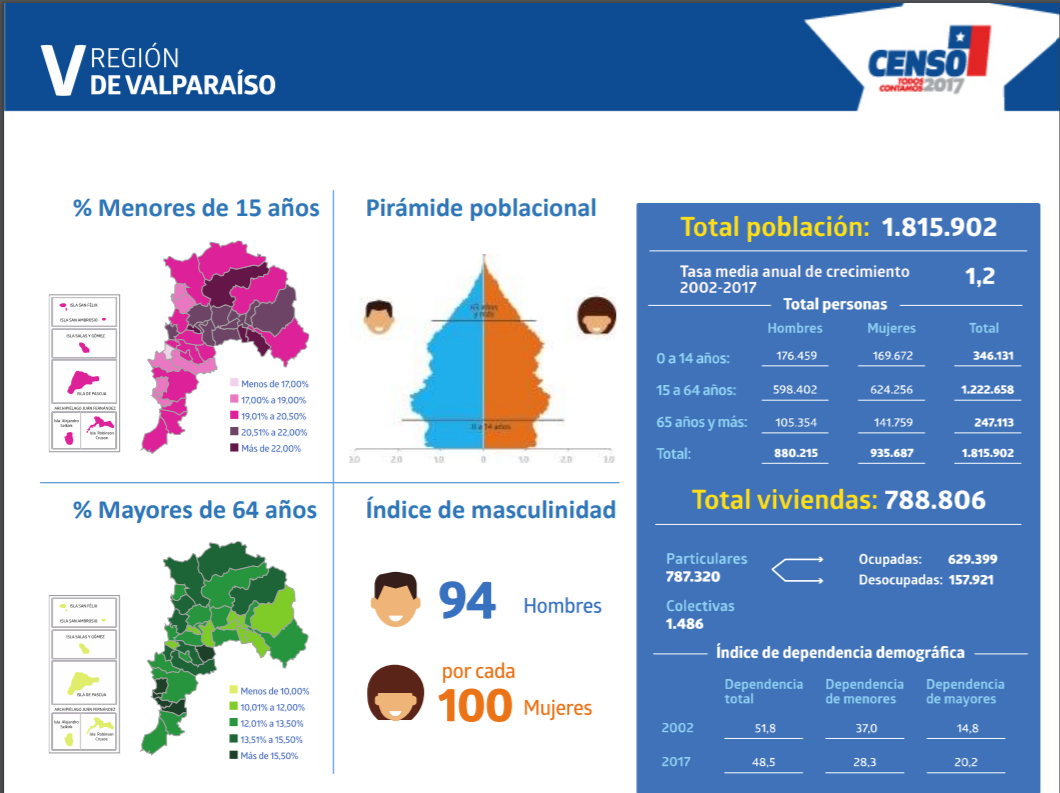 V REGIÓN
DE VALPARAÍSO
CENSO
TODOS
CONTAMOS 2017
% Menores de 15 años
ISLA SAN FÉLIX
ISLA SAN AMBROSIO
ISLA SALAS Y GÓMEZ
ISLA DE PASCUA
ARCHIPIÉLAGO JUAN FERNÁNDEZ
Isla Alejandro
Selkirk
Isla Robinson
Crusoe
Menos de 17,00%
17,00% a 19,00%
19,01% a 20,50%
20,51% a 22,00%
Más de 22,00%
Pirámide poblacional
65 años
y más
0 a 14 años
3.0 2.0 1.0 0 1.0 2.0 3.0
% Mayores de 64 años
ISLA SAN FÉLIX
ISLA SAN AMBROSIO
ISLA SALAS Y GÓMEZ
ISLA DE PASCUA
ARCHIPIÉLAGO JUAN FERNÁNDEZ
Isla Alejandro
Selkirk
Isla Robinson
Crusoe
Menos de 10,00%
10,01% a 12,00%
12,01% a 13,50%
13,51% a 15,50%
Más de 15,50%
Índice de masculinidad
94 Hombres
por cada
100 Mujeres
Total población: 1.815.902
Tasa media anual de crecimiento 1,2
2002-2017
Total personas
Hombres Mujeres Total
0 a 14 años: 176.459 169.672 346.131
15 a 64 años: 598.402 624.256 1.222.658
65 años y más: 105.354 141.759 247.113
Total: 880.215 935.687 1.815.902
Total viviendas: 788.806
Particulares
787.320
Ocupadas: 629.399
Desocupadas: 157.921
Colectivas
1.486
Índice de dependencia demográfica
Dependencia Dependencia Dependencia
total de menores de mayores
2002 51,8 37,0 14,8
2017 48,5 28,3 20,2